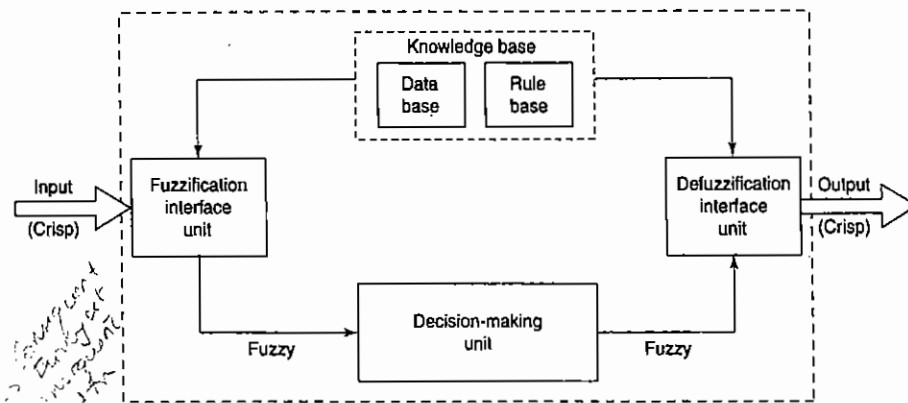 Knowledge base
Data
base
Rule
base
Input
(Crisp)
Fuzzification
interface
unit
Defuzzification
interface
unit
Output
(Crisp)
Decision-making
unit
Fuzzy
Fuzzy